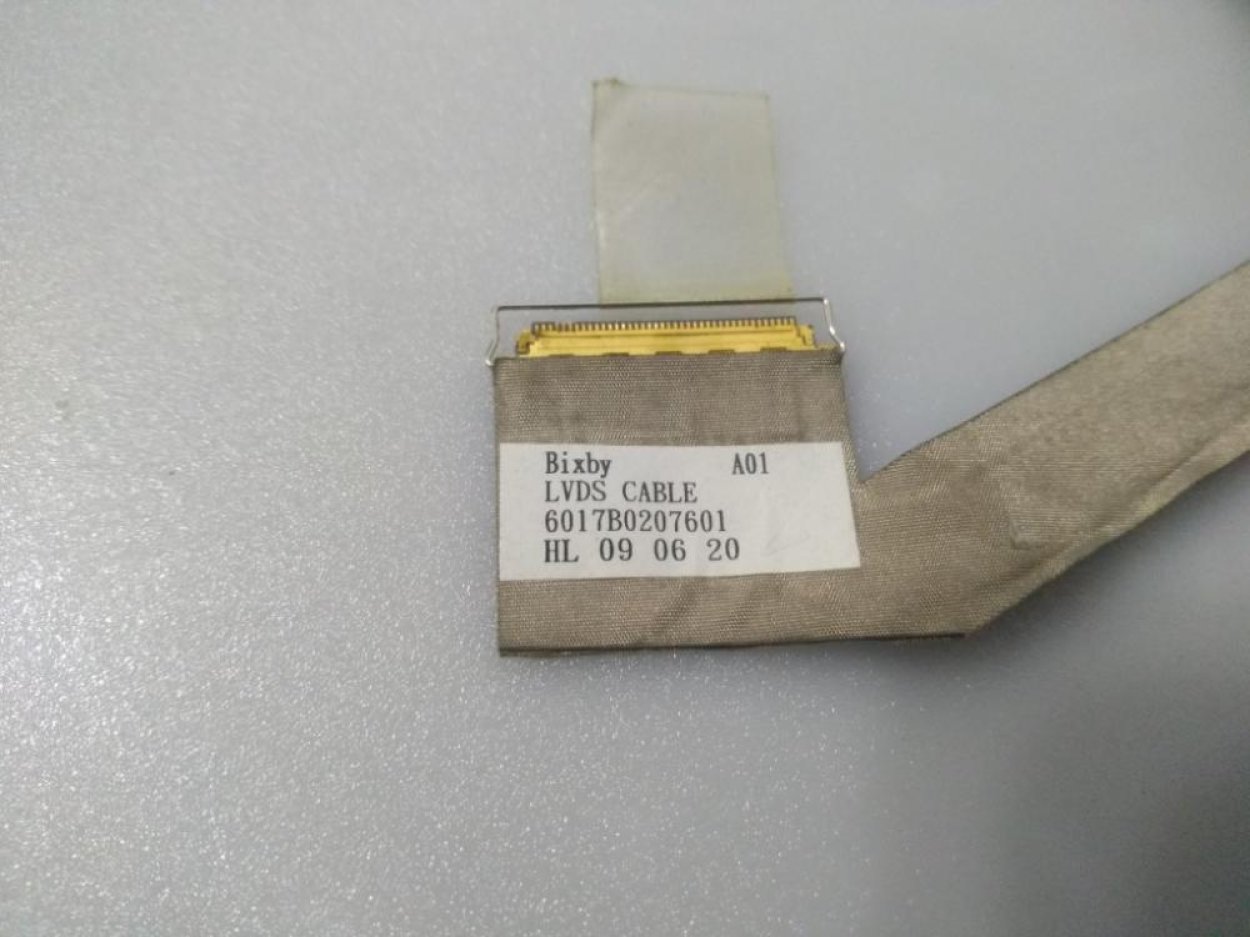 Bixby A01
LVDS CABLE
6017B0207601
HL 09 06 20